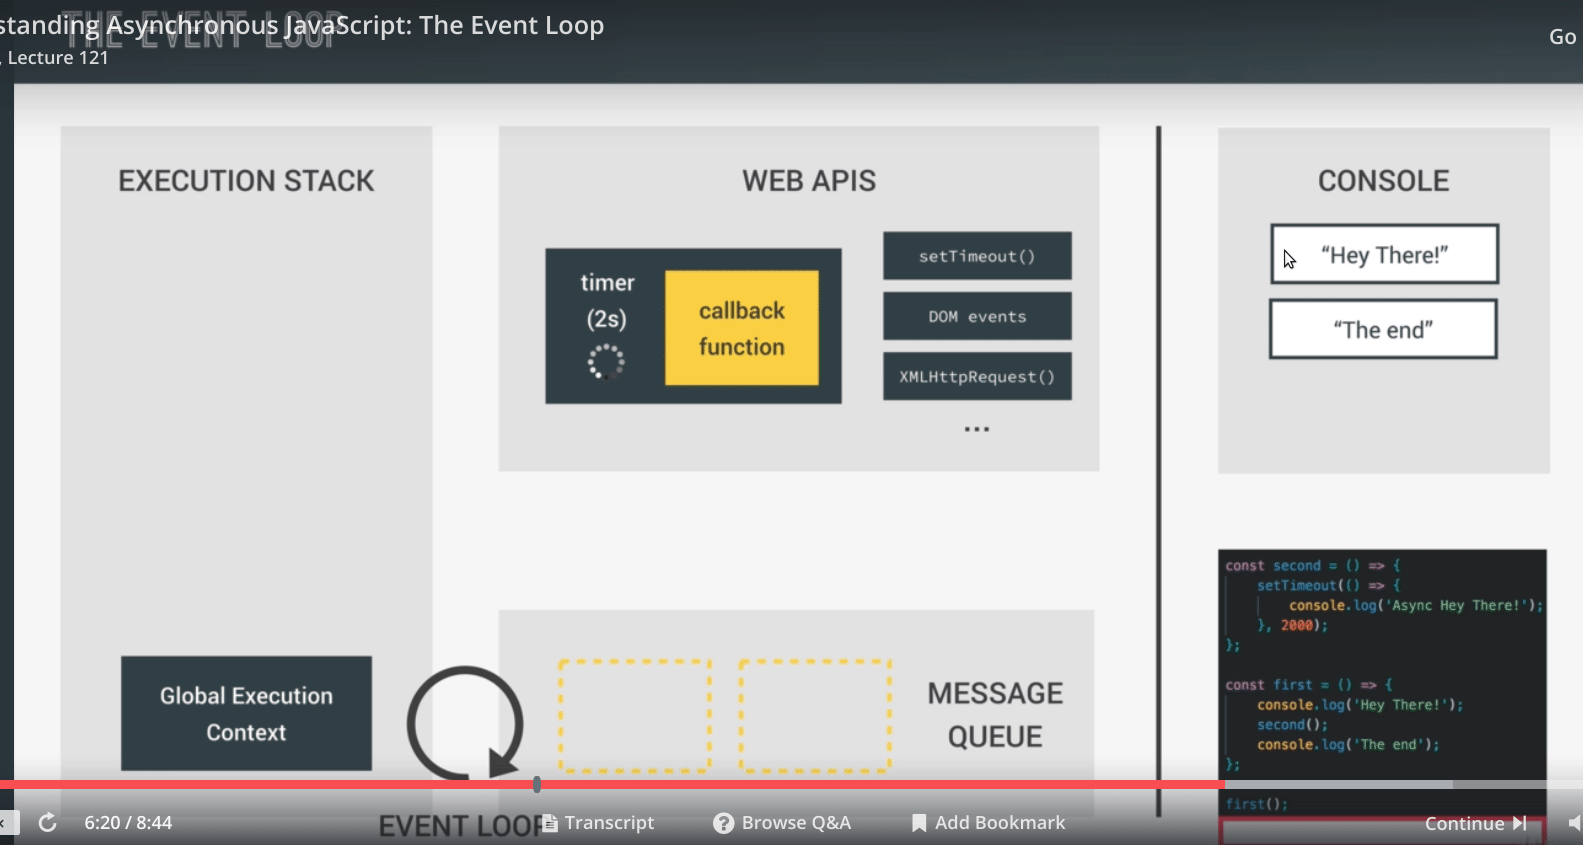 standing Asynchronous JavaScript: The Event Loop
THE EVENT LOOP
, Lecture 121
Go
EXECUTION STACK
WEB APIS
CONSOLE
timer
(2s)
callback
function
setTimeout()
DOM events
XMLHttpRequest()
...
“Hey There!”
“The end”
Global Execution
Context
MESSAGE
QUEUE
const second = () => {
setTimeout(() => {
console.log('Async Hey There!');
}, 2000);
};
const first = () => {
console.log('Hey There!');
second();
console.log('The end');
};
first();
EVENT LOOP
6:20 / 8:44
Transcript
Browse Q&A
Add Bookmark
Continue